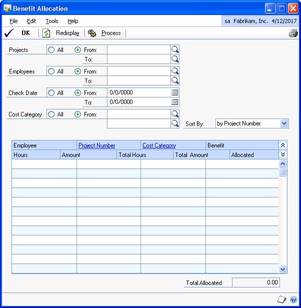 Benefit Allocation
File Edit Tools Help sa Fabrikam, Inc. 4/12/2017
OK Redisplay Process
Projects All From:
To:
Employees All From:
To:
Check Date All From: 0/0/0000
To: 0/0/0000
Cost Category All From:
To: Sort By: by Project Number
Employee Project Number Cost Category Benefit
Hours Amount Total Hours Total Amount Allocated
Total Allocated 0.00